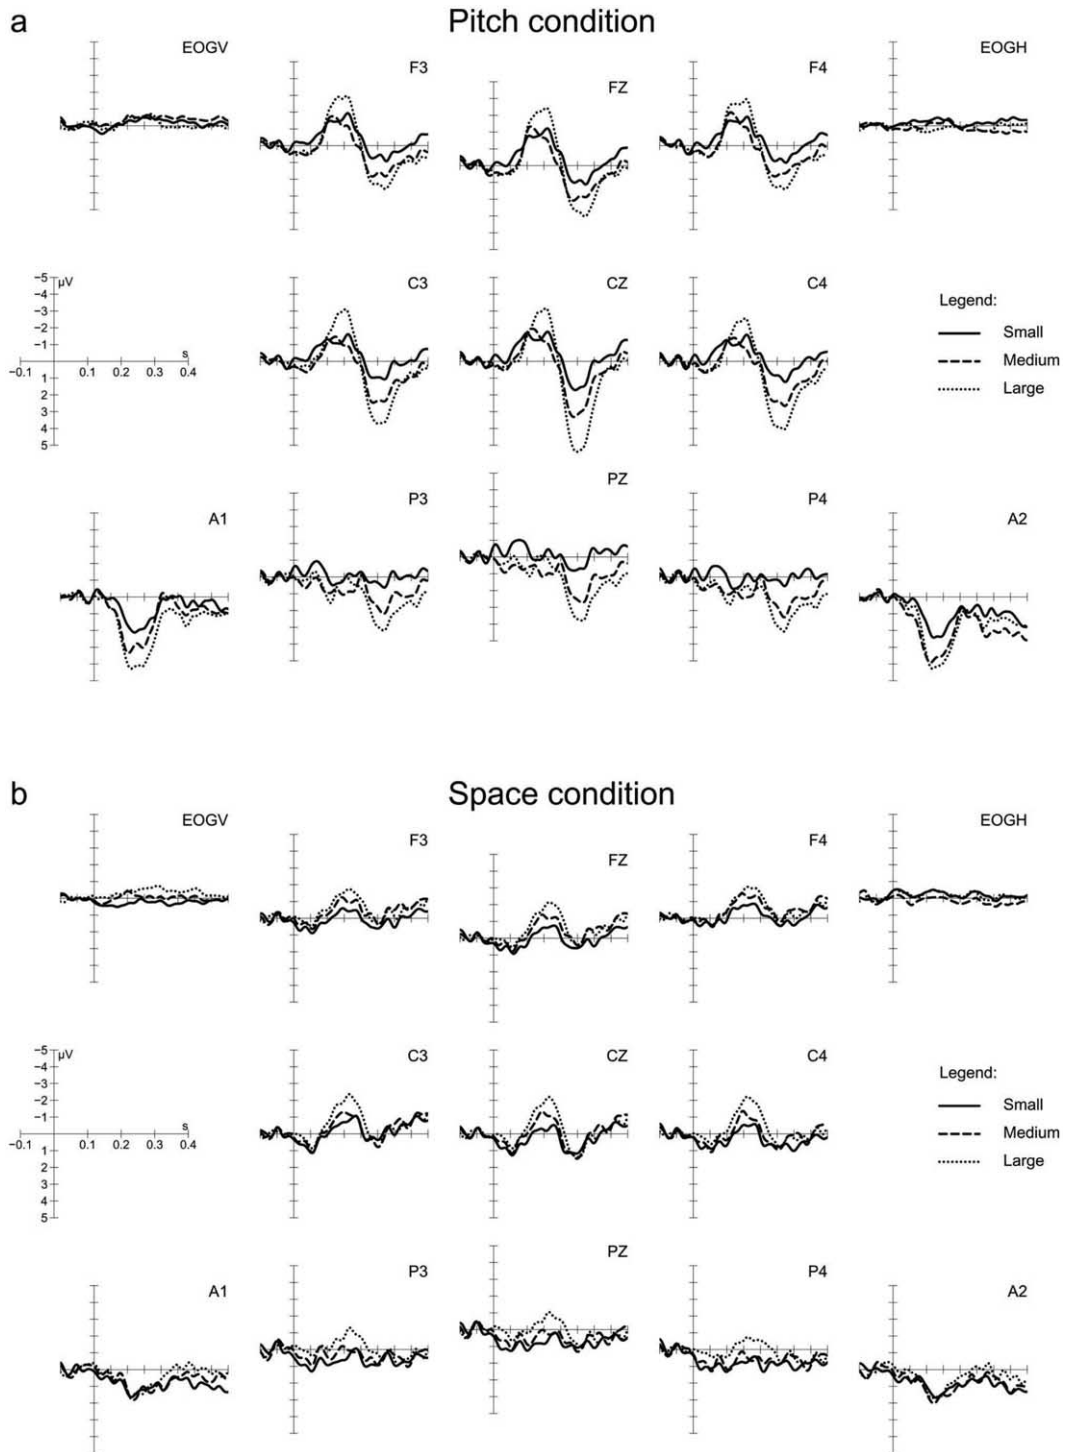 a
Pitch condition
EOGV
F3
FZ
F4
EOGH
−5 μV
−4
−3
−2
−1
s
−0.1 0.1 0.2 0.3 0.4
1
2
3
4
5
C3
CZ
C4
Legend:
Small
Medium
Large
A1
P3
PZ
P4
A2
b
Space condition
EOGV
F3
FZ
F4
EOGH
−5 μV
−4
−3
−2
−1
s
−0.1 0.1 0.2 0.3 0.4
1
2
3
4
5
C3
CZ
C4
Legend:
Small
Medium
Large
A1
P3
PZ
P4
A2